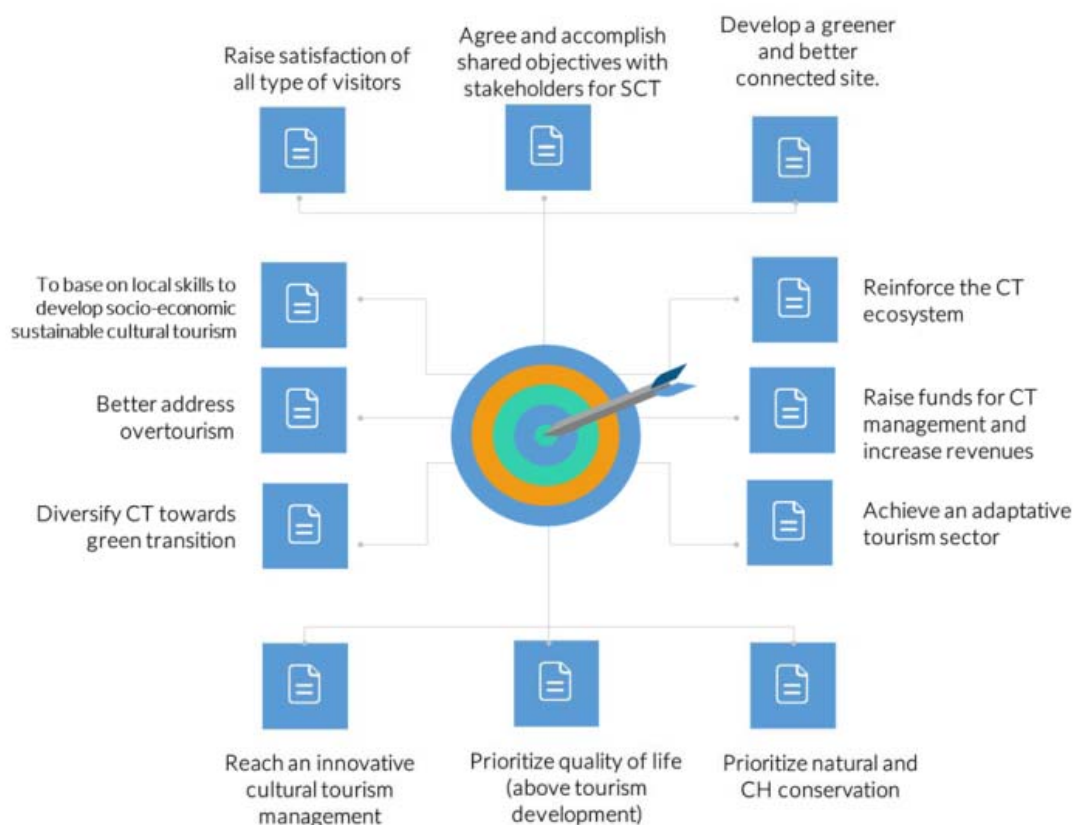 Raise satisfaction of
all type of visitors
Agree and accomplish
shared objectives with
stakeholders for SCT
Develop a greener
and better
connected site.
To base on local skills to
develop socio-economic
sustainable cultural tourism
Reinforce the CT
ecosystem
Better address
overtourism
Raise funds for CT
management and
increase revenues
Diversify CT towards
green transition
Achieve an adaptative
tourism sector
Reach an innovative
cultural tourism
management
Prioritize quality of life
(above tourism
development)
Prioritize natural and
CH conservation